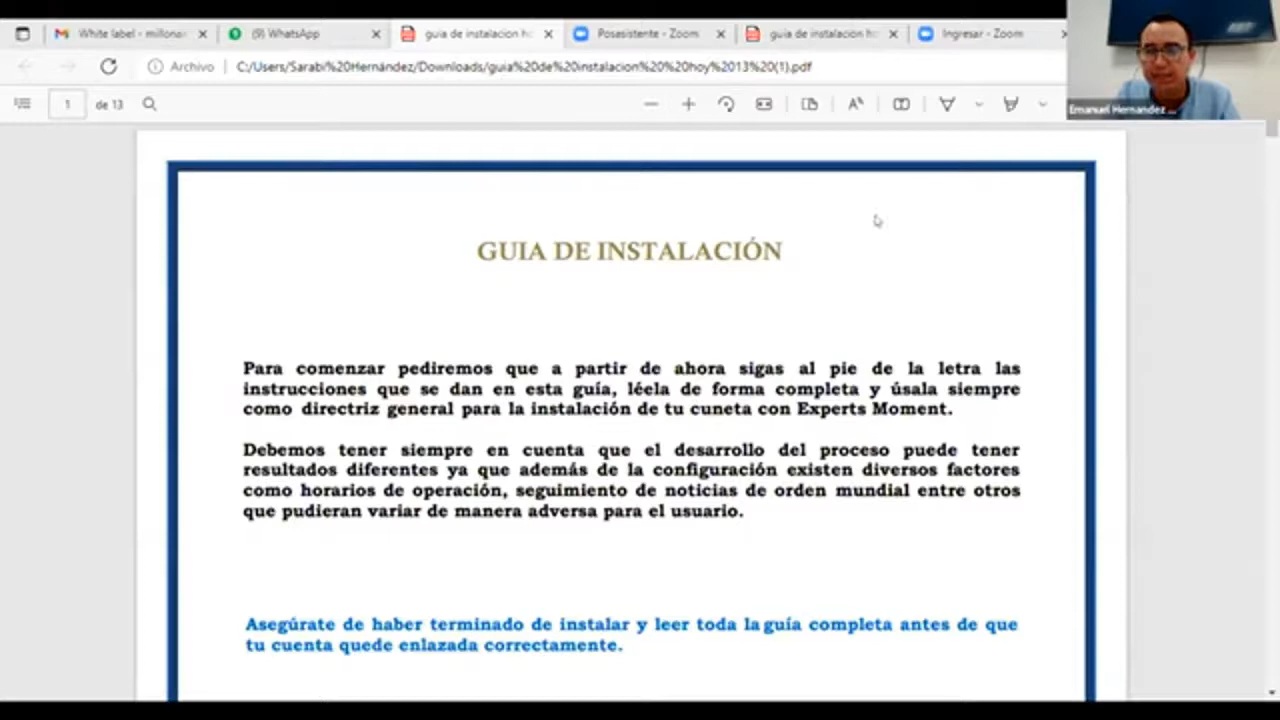 White label - millona
(9) WhatsApp
guia de instalacion h
Posasistente - Zoom
guia de instalacion h
Ingresar - Zoom
Archivo
C:/Users/Sarabi%20Hernández/Downloads/guia%20de%20instalacion%20%20hoy%2013%20(1).pdf
1 de 13
Emanuel Hernandez ...
GUIA DE INSTALACIÓN
Para comenzar pediremos que a partir de ahora sigas al pie de la letra las
instrucciones que se dan en esta guía, léela de forma completa y úsala siempre
como directriz general para la instalación de tu cuneta con Experts Moment.
Debemos tener siempre en cuenta que el desarrollo del proceso puede tener
resultados diferentes ya que además de la configuración existen diversos factores
como horarios de operación, seguimiento de noticias de orden mundial entre otros
que pudieran variar de manera adversa para el usuario.
Asegúrate de haber terminado de instalar y leer toda la guía completa antes de que
tu cuenta quede enlazada correctamente.